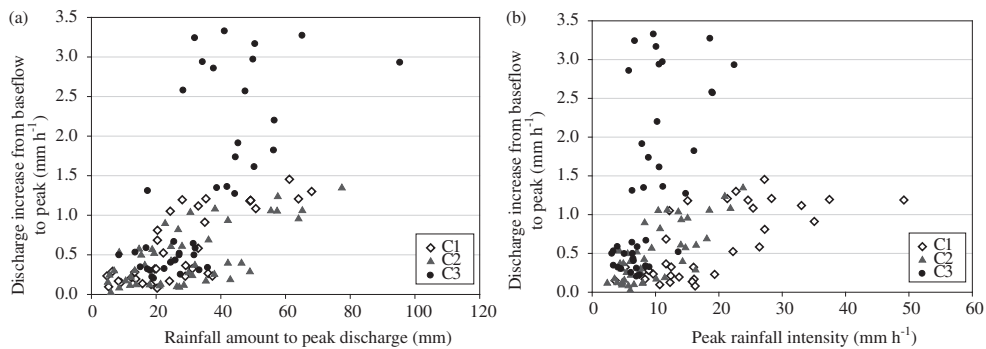 (a)
Discharge increase from baseflow
to peak (mm h-1)
3.5
3.0
2.5
2.0
1.5
1.0
0.5
0.0
0 20 40 60 80 100 120
Rainfall amount to peak discharge (mm)
C1
C2
C3
(b)
Discharge increase from baseflow
to peak (mm h-1)
3.5
3.0
2.5
2.0
1.5
1.0
0.5
0.0
0 10 20 30 40 50 60
Peak rainfall intensity (mm h-1)
C1
C2
C3